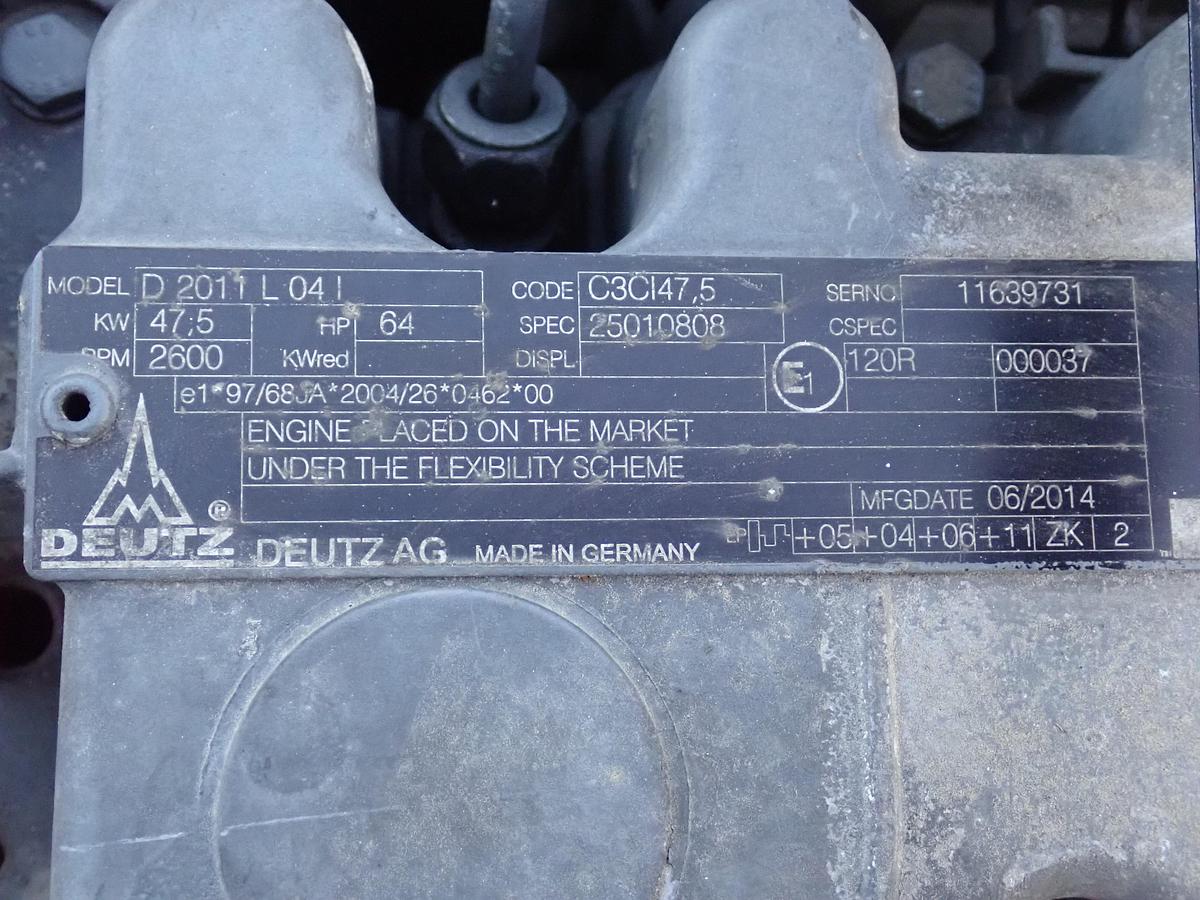 MODEL D 2011 L 04 I CODE C3CI47,5 SERNO 11639731
KW 47,5 HP 64 SPEC 25010808 CSPEC
RPM 2600 KWred DISPL E1 120R 000037
e1*97/68JA*2004/26*0462*00
ENGINE PLACED ON THE MARKET
UNDER THE FLEXIBILITY SCHEME
MFGDATE 06/2014
DEUTZ ® DEUTZ AG MADE IN GERMANY EP +05 +04 +06 +11 ZK 2